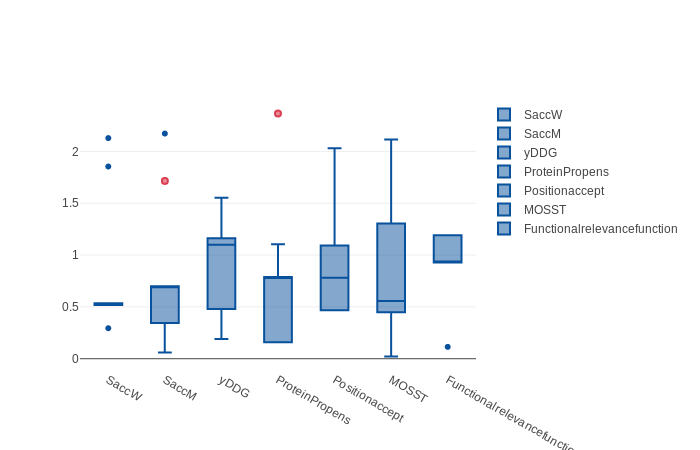 SaccW
SaccM
yDDG
ProteinPropens
Positionaccept
MOSST
Functionalrelevancefunction
2
1.5
1
0.5
0
SaccW
SaccM
yDDG
ProteinPropens
Positionaccept
MOSST
Functionalrelevancefunctio